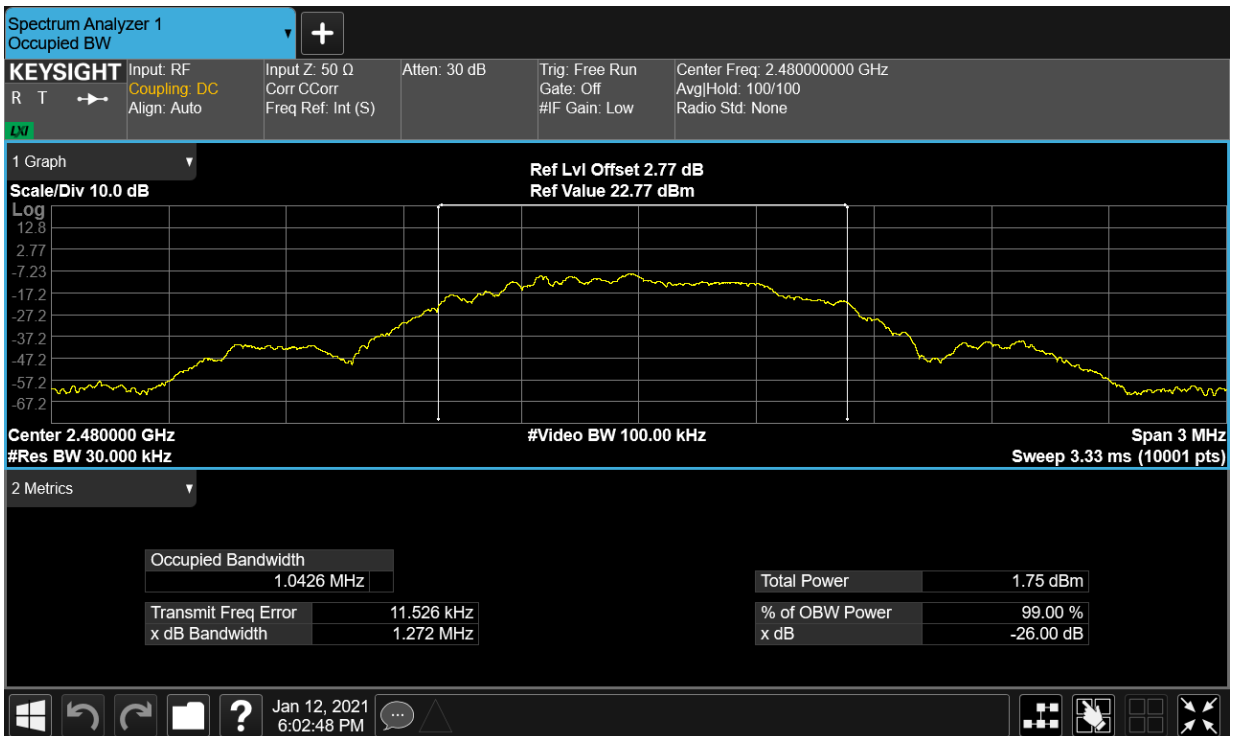 Spectrum Analyzer 1
Occupied BW
KEYSIGHT
R T
LXI
Input: RF
Coupling: DC
Align: Auto
Input Z: 50 Ω
Corr CCorr
Freq Ref: Int (S)
Atten: 30 dB
Trig: Free Run
Gate: Off
#IF Gain: Low
Center Freq: 2.480000000 GHz
Avg|Hold: 100/100
Radio Std: None
1 Graph
Scale/Div 10.0 dB
Ref Lvl Offset 2.77 dB
Ref Value 22.77 dBm
Log
12.8
2.77
-7.23
-17.2
-27.2
-37.2
-47.2
-57.2
-67.2
Center 2.480000 GHz
#Video BW 100.00 kHz
Span 3 MHz
#Res BW 30.000 kHz
Sweep 3.33 ms (10001 pts)
2 Metrics
Occupied Bandwidth
1.0426 MHz
Total Power 1.75 dBm
Transmit Freq Error 11.526 kHz
% of OBW Power 99.00 %
x dB Bandwidth 1.272 MHz
x dB -26.00 dB
?
Jan 12, 2021
6:02:48 PM